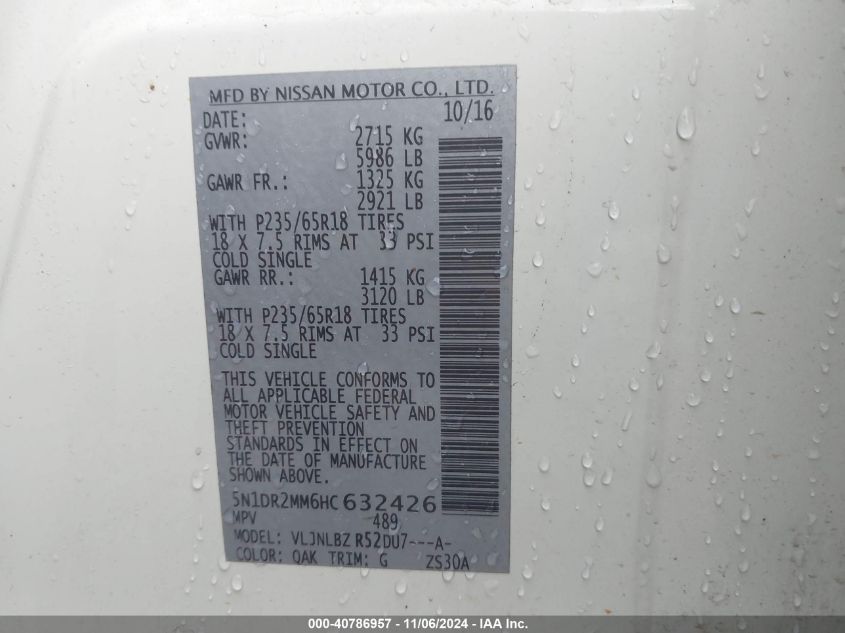 MFD BY NISSAN MOTOR CO., LTD.
DATE: 10/16
GVWR: 2715 KG
5986 LB
GAWR FR.: 1325 KG
2921 LB
WITH P235/65R18 TIRES
18 X 7.5 RIMS AT 33 PSI
COLD SINGLE
GAWR RR.: 1415 KG
3120 LB
WITH P235/65R18 TIRES
18 X 7.5 RIMS AT 33 PSI
COLD SINGLE
THIS VEHICLE CONFORMS TO
ALL APPLICABLE FEDERAL
MOTOR VEHICLE SAFETY AND
THEFT PREVENTION
STANDARDS IN EFFECT ON
THE DATE OF MANUFACTURE
SHOWN ABOVE.
5N1DR2MM6HC 632426
MPV 489
MODEL: VLJNLBZ R52DU7---A-
COLOR: QAK TRIM: G ZS30A
000-40786957 - 11/06/2024 - IAA Inc.